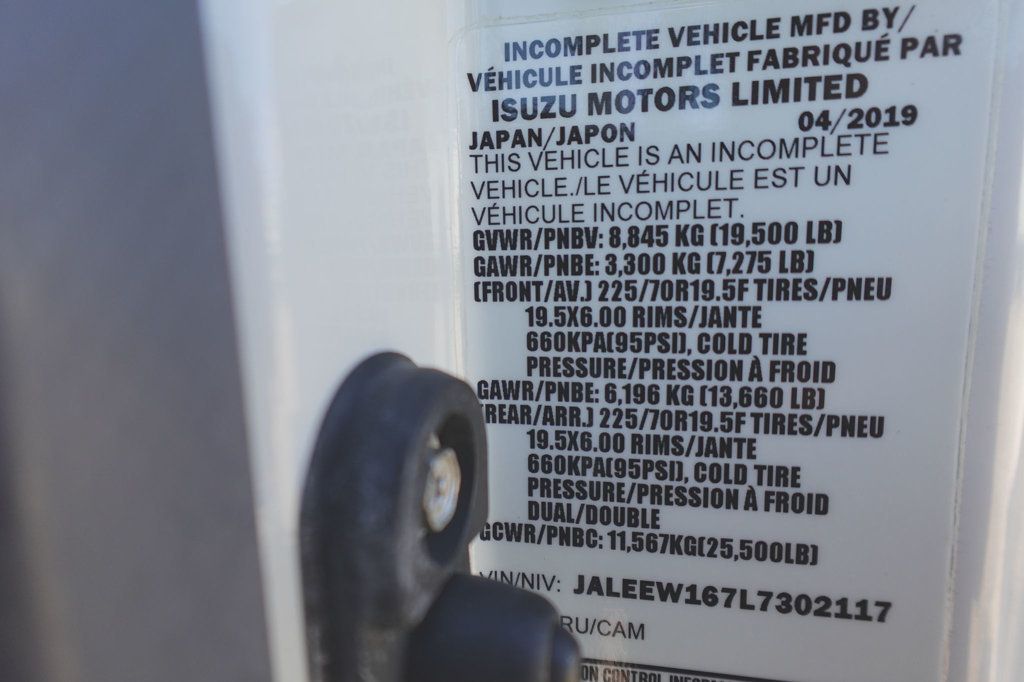 INCOMPLETE VEHICLE MFD BY/
VÉHICULE INCOMPLET FABRIQUÉ PAR
ISUZU MOTORS LIMITED
JAPAN/JAPON 04/2019
THIS VEHICLE IS AN INCOMPLETE
VEHICLE./LE VÉHICULE EST UN
VÉHICULE INCOMPLET.
GVWR/PNBV: 8,845 KG (19,500 LB)
GAWR/PNBE: 3,300 KG (7,275 LB)
(FRONT/AV.) 225/70R19.5F TIRES/PNEU
19.5X6.00 RIMS/JANTE
660KPA(95PSI), COLD TIRE
PRESSURE/PRESSION À FROID
GAWR/PNBE: 6,196 KG (13,660 LB)
(REAR/ARR.) 225/70R19.5F TIRES/PNEU
19.5X6.00 RIMS/JANTE
660KPA(95PSI), COLD TIRE
PRESSURE/PRESSION À FROID
DUAL/DOUBLE
GCWR/PNBC: 11,567KG(25,500LB)
VIN/NIV: JALEEW167L7302117
RU/CAM
ON CONTROL